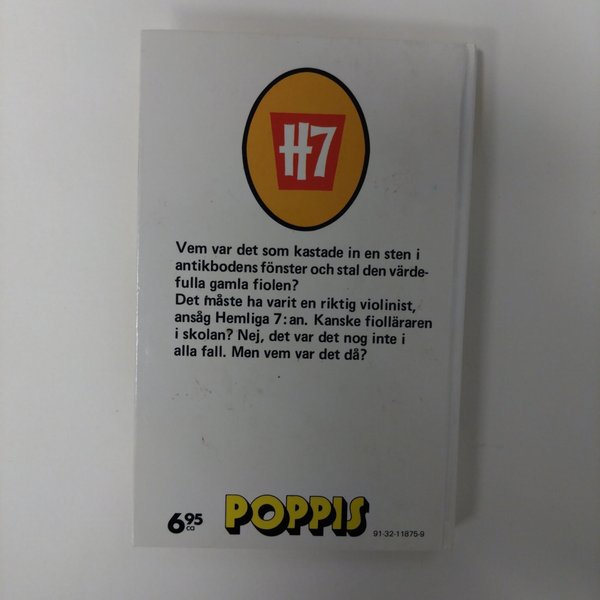 H7
Vem var det som kastade in en sten i
antikbodens fönster och stal den värde-
fulla gamla fiolen?
Det måste ha varit en riktig violinist,
ansåg Hemliga 7:an. Kanske fiolläraren
i skolan? Nej, det var det nog inte i
alla fall. Men vem var det då?
695 ca POPPIS 91-32-11875-9